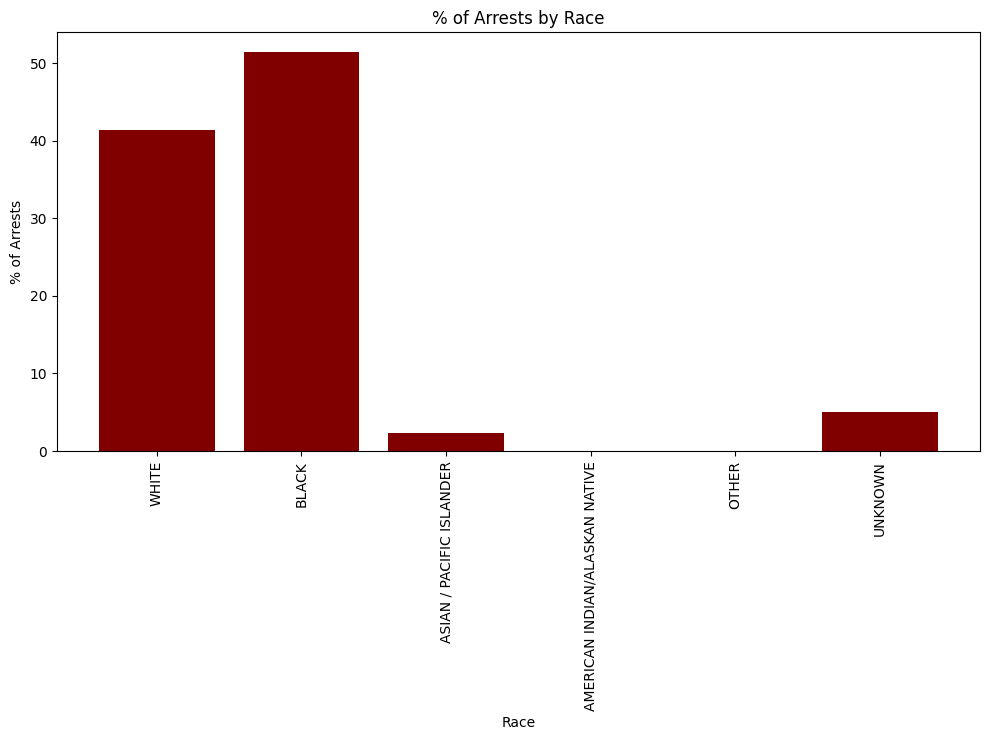 % of Arrests by Race
% of Arrests
50
40
30
20
10
0
WHITE
BLACK
ASIAN / PACIFIC ISLANDER
AMERICAN INDIAN/ALASKAN NATIVE
OTHER
UNKNOWN
Race